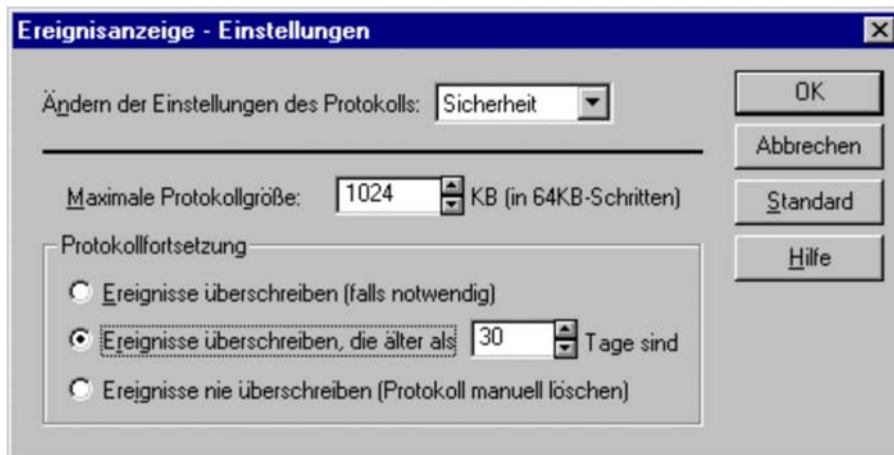 Ereignisanzeige - Einstellungen
Ändern der Einstellungen des Protokolls: Sicherheit
OK
Abbrechen
Maximale Protokollgröße: 1024 KB (in 64KB-Schritten)
Standard
Protokollfortsetzung
Hilfe
Ereignisse überschreiben (falls notwendig)
Ereignisse überschreiben, die älter als 30 Tage sind
Ereignisse nie überschreiben (Protokoll manuell löschen)